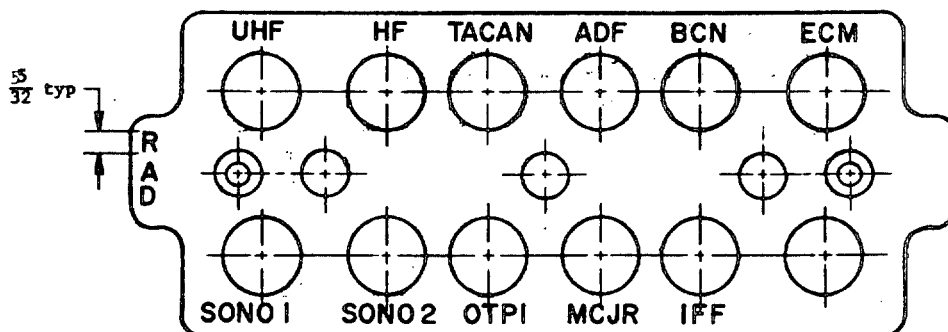 UHF HF TACAN ADF BCN ECM
5/32 typ
R
A
D
SONO 1 SONO 2 OTPI MCJR IFF